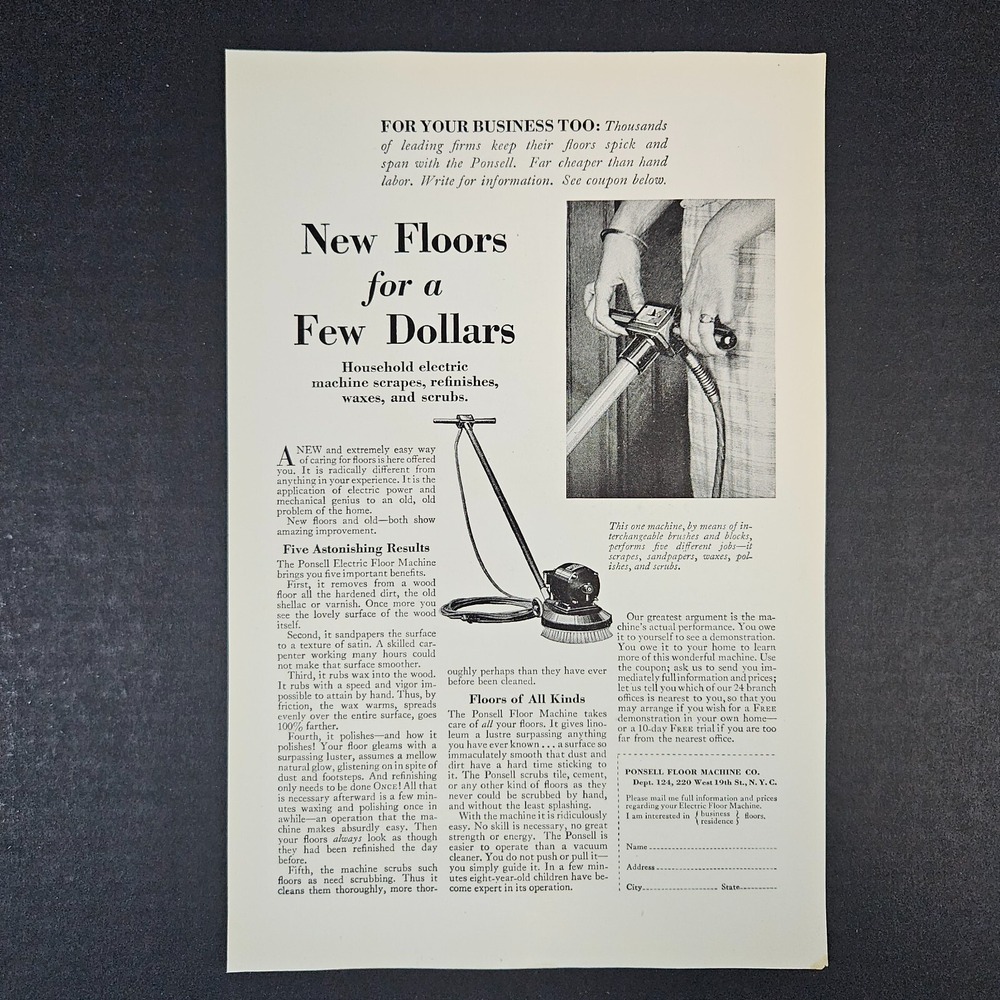 FOR YOUR BUSINESS TOO: Thousands
of leading firms keep their floors spick and
span with the Ponsell. Far cheaper than hand
labor. Write for information. See coupon below.
New Floors
for a
Few Dollars
Household electric
machine scrapes, refinishes,
waxes, and scrubs.
A NEW and extremely easy way
of caring for floors is here offered
you. It is radically different from
anything in your experience. It is the
application of electric power and
mechanical genius to an old, old
problem of the home.
New floors and old—both show
amazing improvement.
Five Astonishing Results
The Ponsell Electric Floor Machine
brings you five important benefits.
First, it removes from a wood
floor all the hardened dirt, the old
shellac or varnish. Once more you
see the lovely surface of the wood
itself.
Second, it sandpapers the surface
to a texture of satin. A skilled car-
penter working many hours could
not make that surface smoother.
Third, it rubs wax into the wood.
It rubs with a speed and vigor im-
possible to attain by hand. Thus, by
friction, the wax warms, spreads
evenly over the entire surface, goes
100% farther.
Fourth, it polishes—and how it
polishes! Your floor gleams with a
surpassing luster, assumes a mellow
natural glow, glistening on in spite of
dust and footsteps. And refinishing
only needs to be done ONCE! All that
is necessary afterward is a few min-
utes waxing and polishing once in
awhile—an operation that the ma-
chine makes absurdly easy. Then
your floors always look as though
they had been refinished the day
before.
Fifth, the machine scrubs such
floors as need scrubbing. Thus it
cleans them thoroughly, more thor-
oughly perhaps than they have ever
before been cleaned.
Floors of All Kinds
The Ponsell Floor Machine takes
care of all your floors. It gives lino-
leum a lustre surpassing anything
you have ever known . . . a surface so
immaculately smooth that dust and
dirt have a hard time sticking to
it. The Ponsell scrubs tile, cement,
or any other kind of floors as they
never could be scrubbed by hand,
and without the least splashing.
With the machine it is ridiculously
easy. No skill is necessary, no great
strength or energy. The Ponsell is
easier to operate than a vacuum
cleaner. You do not push or pull it—
you simply guide it. In a few min-
utes eight-year-old children have be-
come expert in its operation.
This one machine, by means of in-
terchangeable brushes and blocks,
performs five different jobs—it
scrapes, sandpapers, waxes, pol-
ishes, and scrubs.
Our greatest argument is the ma-
chine's actual performance. You owe
it to yourself to see a demonstration.
You owe it to your home to learn
more of this wonderful machine. Use
the coupon; ask us to send you im-
mediately full information and prices;
let us tell you which of our 24 branch
offices is nearest to you, so that you
may arrange if you wish for a FREE
demonstration in your own home—
or a 10-day FREE trial if you are too
far from the nearest office.
PONSELL FLOOR MACHINE CO.
Dept. 124, 220 West 19th St., N. Y. C.
Please mail me full information and prices
regarding your Electric Floor Machine.
I am interested in { business residence } floors.
Name
Address
City State